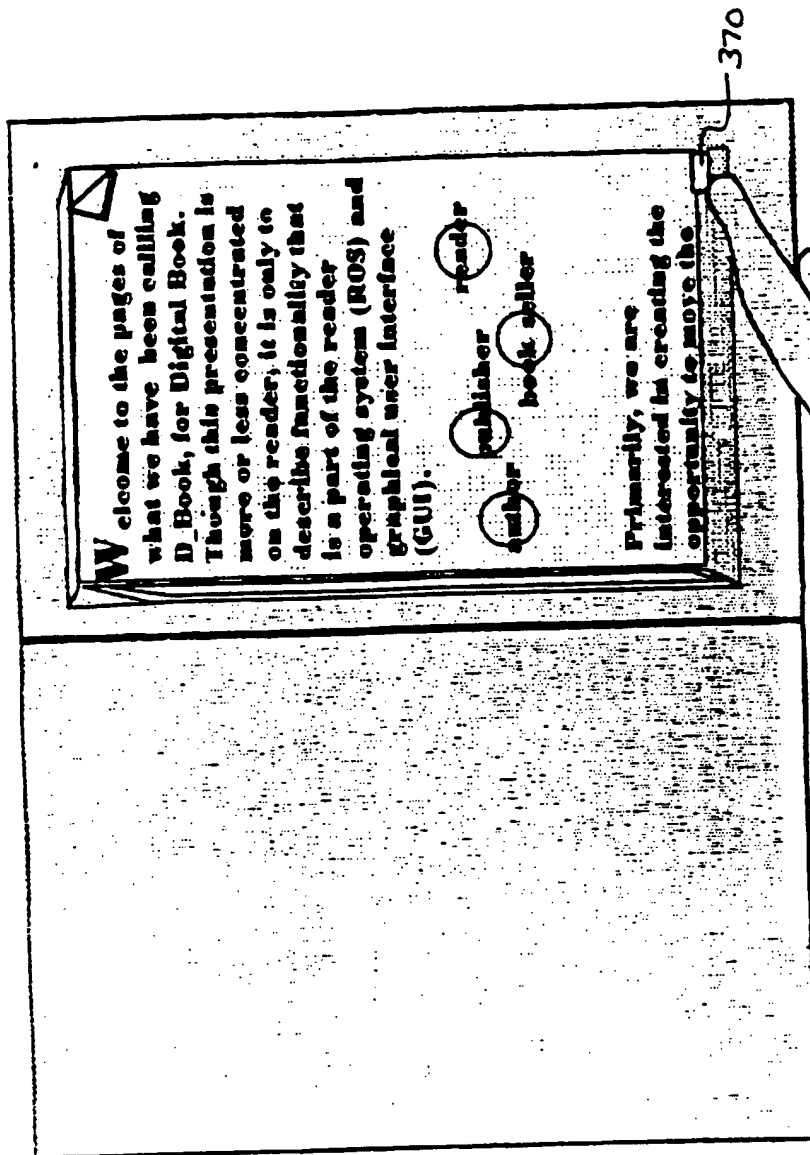 Welcome to the pages of
what we have been callling
D_Book, for Digital Book.
Though this presentation is
more or less concentrated
on the reader, it is only to
describe functionality that
is a part of the reader
operating system (ROS) and
graphical user interface
(GUI).
author publisher book seller reader
Primarily, we are
interested in creating the
opportunity to move the
370